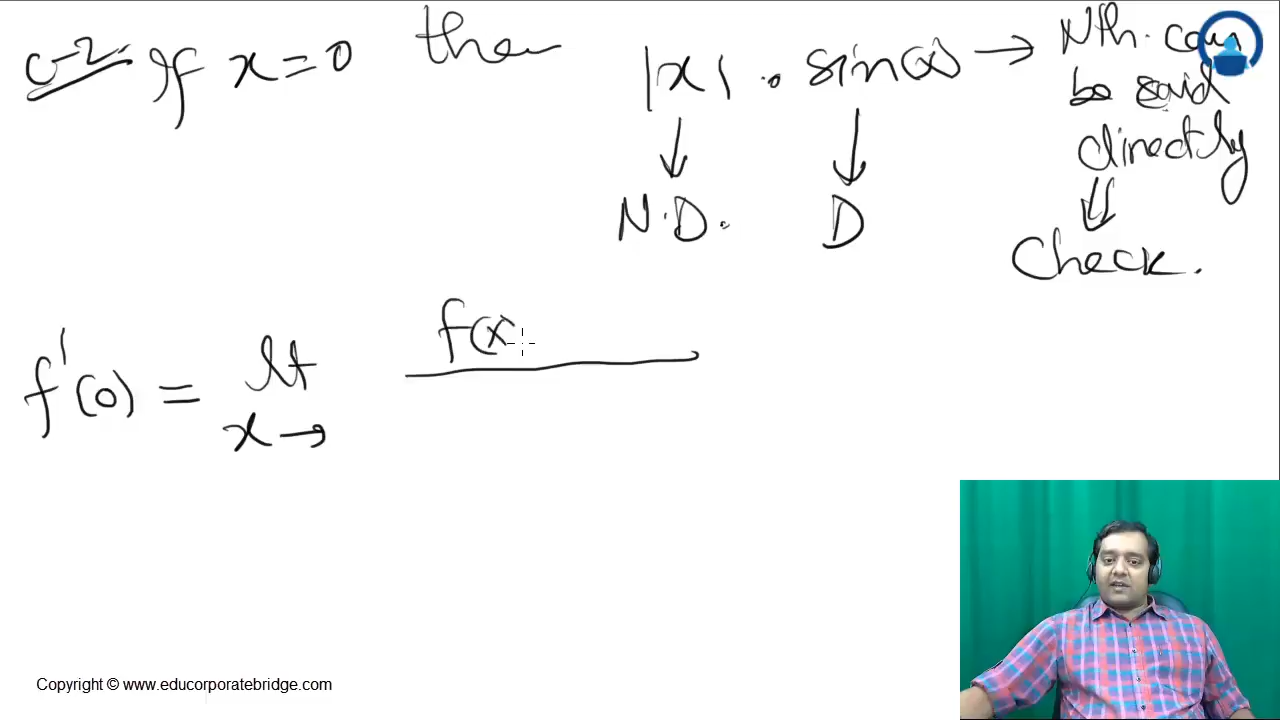 C-2. If x=0 then |x| . sin(x) → Nth. can
be said
directly
↓ ↓ ⇓
N.D. D Check.
f'(0) = lt f(x
x →
Copyright © www.educorporatebridge.com